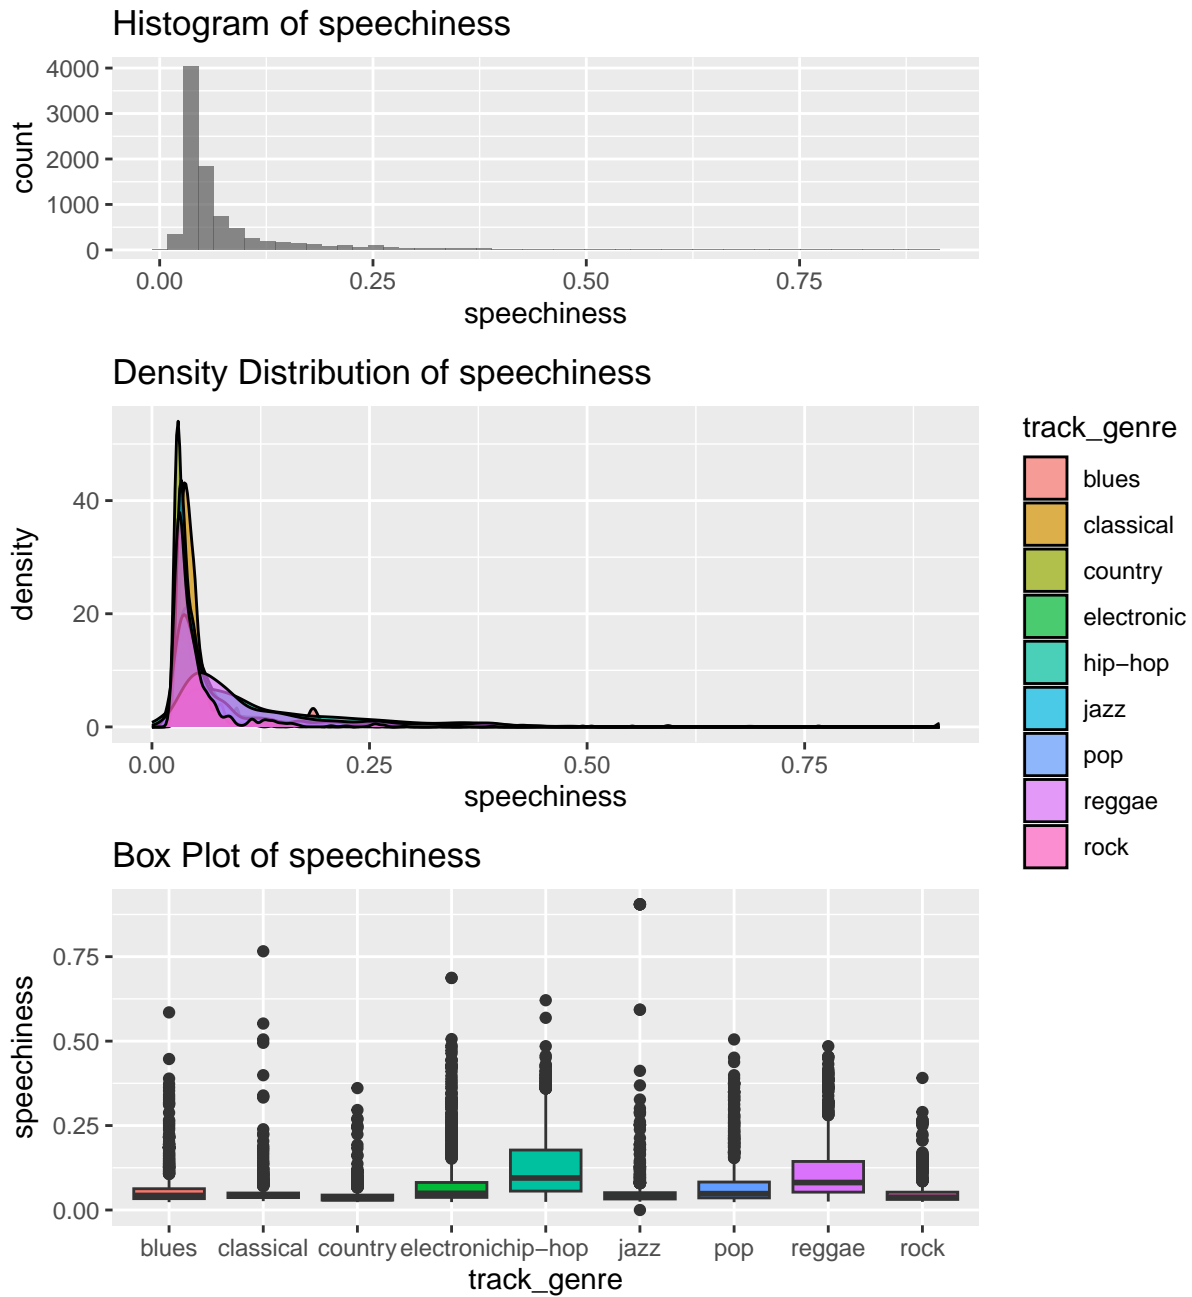 Histogram of speechiness
4000
3000
2000
1000
0
count
0.00 0.25 0.50 0.75
speechiness
Density Distribution of speechiness
40
20
0
density
0.00 0.25 0.50 0.75
speechiness
track_genre
blues
classical
country
electronic
hip−hop
jazz
pop
reggae
rock
Box Plot of speechiness
0.75
0.50
0.25
0.00
speechiness
blues classical country electronic hip−hop jazz pop reggae rock
track_genre